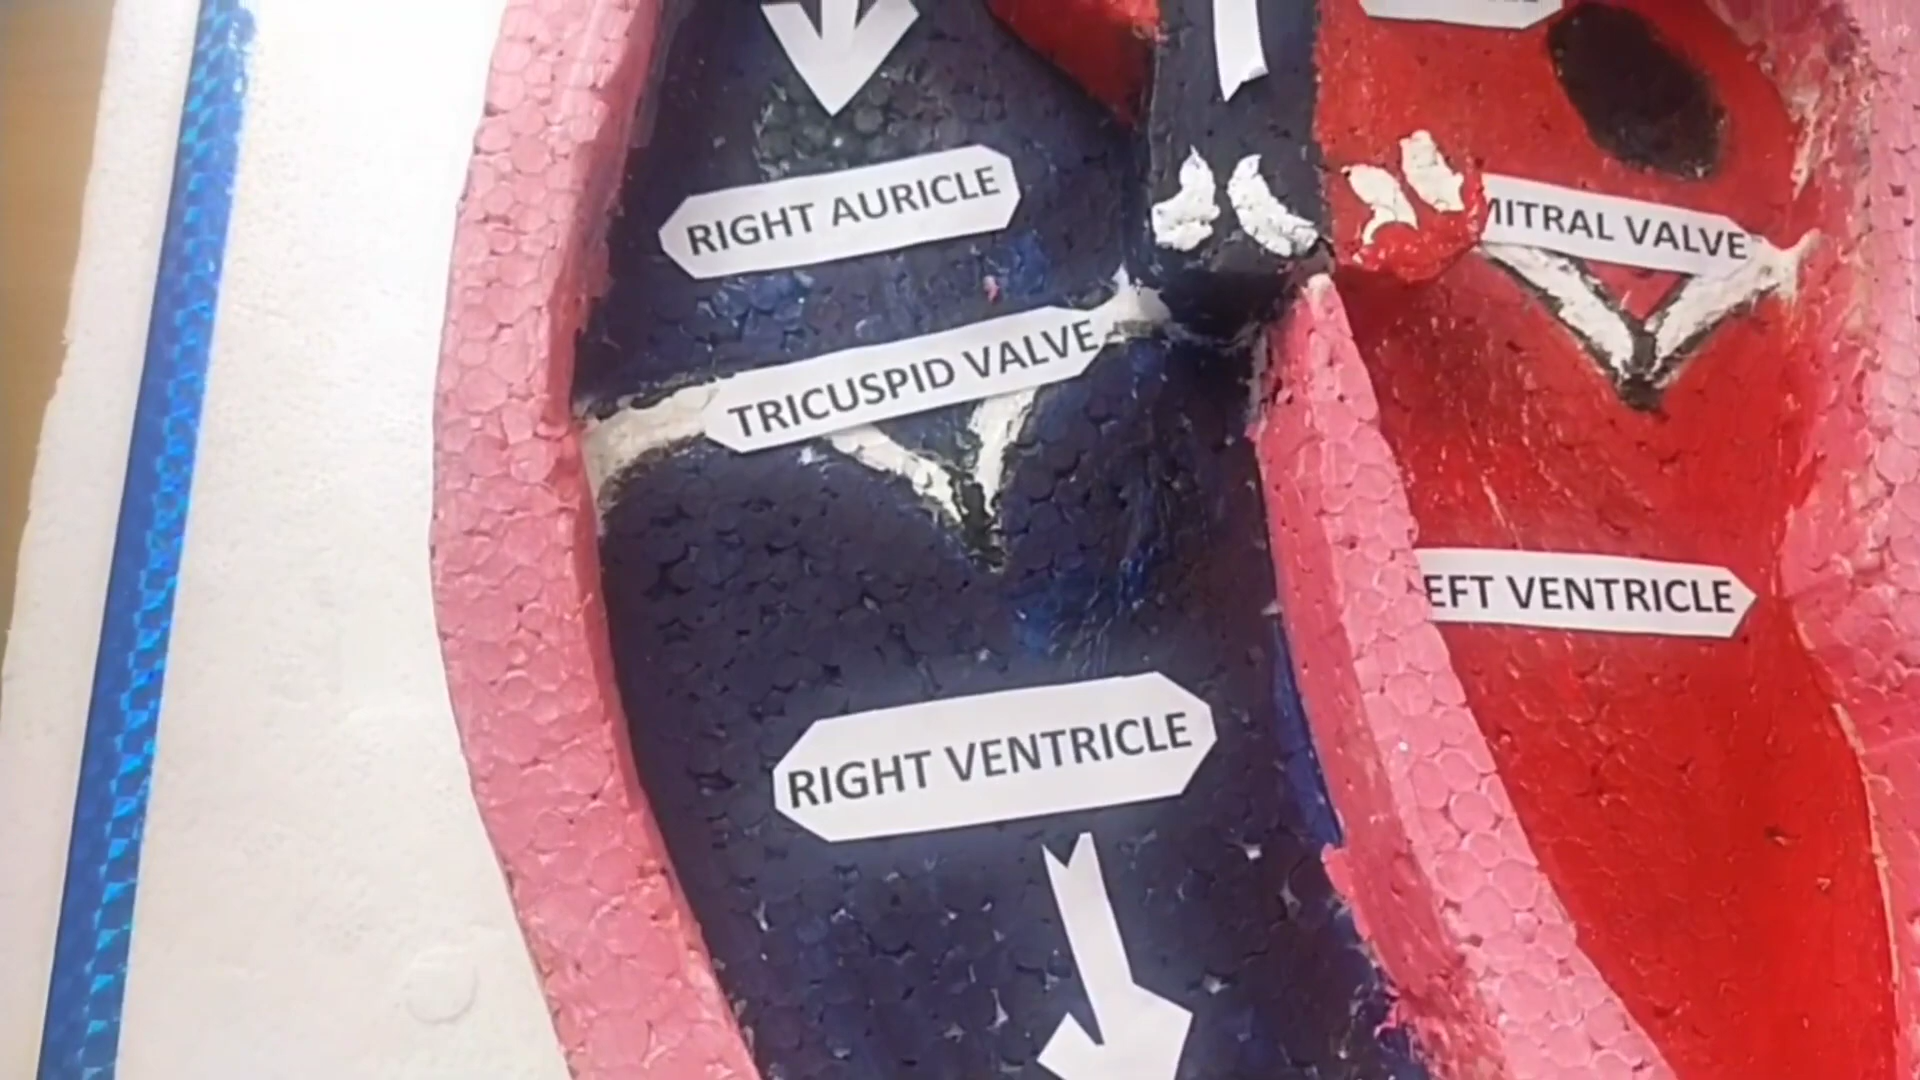 RIGHT AURICLE
MITRAL VALVE
TRICUSPID VALVE
EFT VENTRICLE
RIGHT VENTRICLE